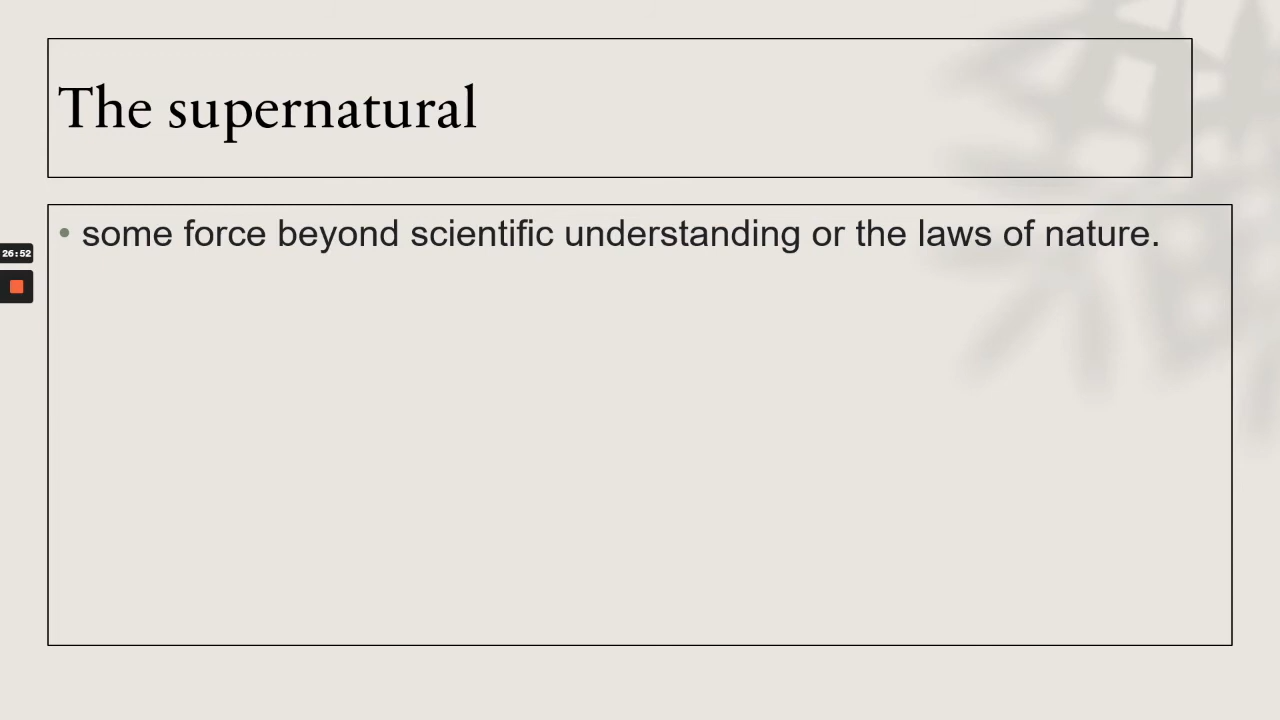 The supernatural
• some force beyond scientific understanding or the laws of nature.
26:52